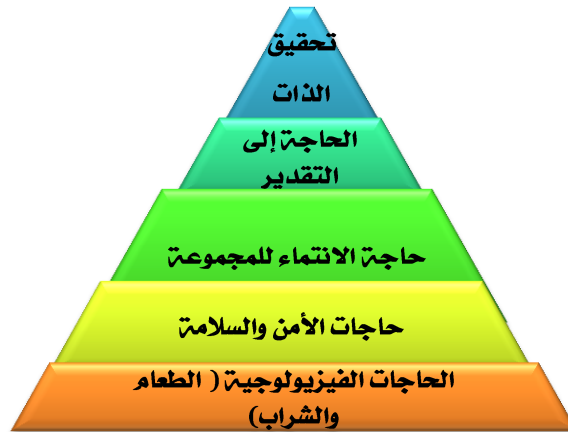 تحقيق
الذات
الحاجة إلى
التقدير
حاجة الانتماء للمجموعة
حاجات الأمن والسلامة
الحاجات الفيزيولوجية ( الطعام
والشراب)